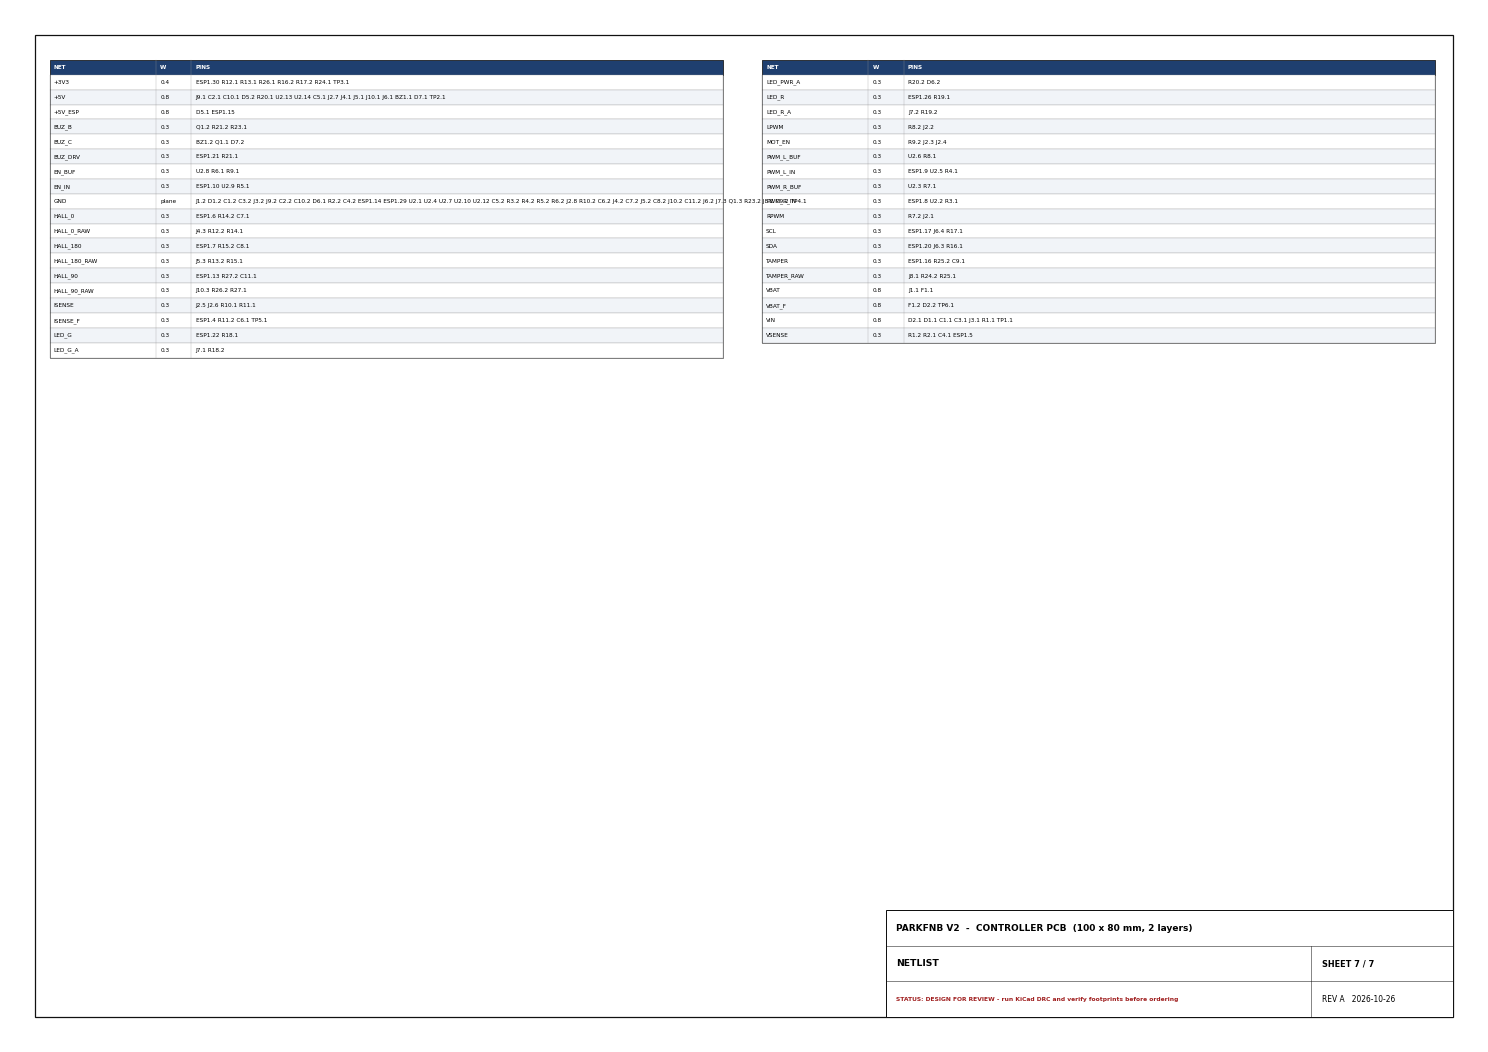 NET W PINS
+3V3 0.4 ESP1.30 R12.1 R13.1 R26.1 R16.2 R17.2 R24.1 TP3.1
+5V 0.8 J9.1 C2.1 C10.1 D5.2 R20.1 U2.13 U2.14 C5.1 J2.7 J4.1 J5.1 J10.1 J6.1 BZ1.1 D7.1 TP2.1
+5V_ESP 0.8 D5.1 ESP1.15
BUZ_B 0.3 Q1.2 R21.2 R23.1
BUZ_C 0.3 BZ1.2 Q1.1 D7.2
BUZ_DRV 0.3 ESP1.21 R21.1
EN_BUF 0.3 U2.8 R6.1 R9.1
EN_IN 0.3 ESP1.10 U2.9 R5.1
GND plane J1.2 D1.2 C1.2 C3.2 J3.2 J9.2 C2.2 C10.2 D6.1 R2.2 C4.2 ESP1.14 ESP1.29 U2.1 U2.4 U2.7 U2.10 U2.12 C5.2 R3.2 R4.2 R5.2 R6.2 J2.8 R10.2 C6.2 J4.2 C7.2 J5.2 C8.2 J10.2 C11.2 J6.2 J7.3 Q1.3 R23.2 TP4.1
HALL_0 0.3 ESP1.6 R14.2 C7.1
HALL_0_RAW 0.3 J4.3 R12.2 R14.1
HALL_180 0.3 ESP1.7 R15.2 C8.1
HALL_180_RAW 0.3 J5.3 R13.2 R15.1
HALL_90 0.3 ESP1.13 R27.2 C11.1
HALL_90_RAW 0.3 J10.3 R26.2 R27.1
ISENSE 0.3 J2.5 J2.6 R10.1 R11.1
ISENSE_F 0.3 ESP1.4 R11.2 C6.1 TP5.1
LED_G 0.3 ESP1.22 R18.1
LED_G_A 0.3 J7.1 R18.2
NET W PINS
LED_PWR_A 0.3 R20.2 D6.2
LED_R 0.3 ESP1.26 R19.1
LED_R_A 0.3 J7.2 R19.2
LPWM 0.3 R8.2 J2.2
MOT_EN 0.3 R9.2 J2.3 J2.4
PWM_L_BUF 0.3 U2.6 R8.1
PWM_L_IN 0.3 ESP1.9 U2.5 R4.1
PWM_R_BUF 0.3 U2.3 R7.1
PWM_R_IN 0.3 ESP1.8 U2.2 R3.1
RPWM 0.3 R7.2 J2.1
SCL 0.3 ESP1.17 J6.4 R17.1
SDA 0.3 ESP1.20 J6.3 R16.1
TAMPER 0.3 ESP1.16 R25.2 C9.1
TAMPER_RAW 0.3 J8.1 R24.2 R25.1
VBAT 0.8 J1.1 F1.1
VBAT_F 0.8 F1.2 D2.2 TP6.1
VIN 0.8 D2.1 D1.1 C1.1 C3.1 J3.1 R1.1 TP1.1
VSENSE 0.3 R1.2 R2.1 C4.1 ESP1.5
PARKFNB V2 - CONTROLLER PCB (100 x 80 mm, 2 layers)
NETLIST SHEET 7 / 7
STATUS: DESIGN FOR REVIEW - run KiCad DRC and verify footprints before ordering REV A 2026-10-26